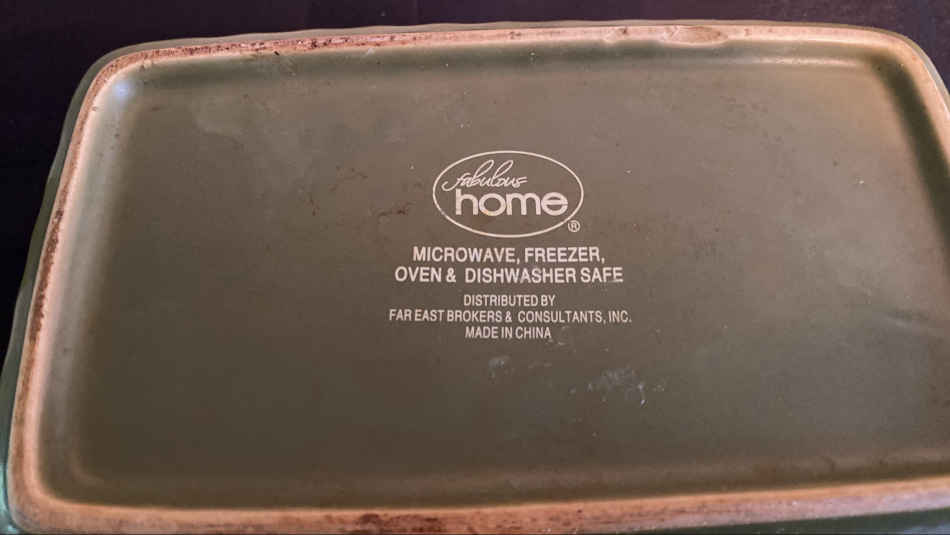 fabulous
home
®
MICROWAVE, FREEZER,
OVEN & DISHWASHER SAFE
DISTRIBUTED BY
FAR EAST BROKERS & CONSULTANTS, INC.
MADE IN CHINA